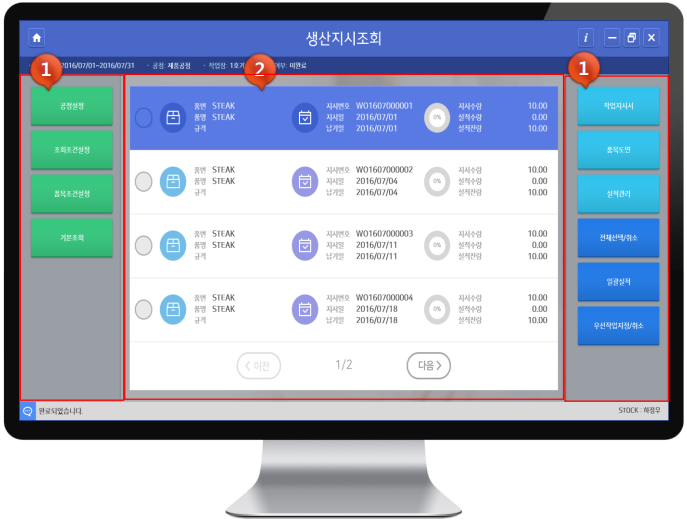 생산지시조회
i
2016/07/01~2016/07/31 · 공정: 제품공정 · 작업장: 미완료
1
2
1
공정설정
조회조건설정
품목조건설정
기본조회
품번 STEAK 지시번호 WO1607000001 0% 지시수량 10.00
품명 STEAK 지시일 2016/07/01 실적수량 0.00
규격 납기일 2016/07/01 실적잔량 10.00
품번 STEAK 지시번호 WO1607000002 0% 지시수량 10.00
품명 STEAK 지시일 2016/07/04 실적수량 0.00
규격 납기일 2016/07/04 실적잔량 10.00
품번 STEAK 지시번호 WO1607000003 0% 지시수량 10.00
품명 STEAK 지시일 2016/07/11 실적수량 0.00
규격 납기일 2016/07/11 실적잔량 10.00
품번 STEAK 지시번호 WO1607000004 0% 지시수량 10.00
품명 STEAK 지시일 2016/07/18 실적수량 0.00
규격 납기일 2016/07/18 실적잔량 10.00
< 이전 1/2 다음 >
작업지시서
품목도면
실적관리
전체선택/취소
일괄실적
우선작업지정/취소
완료되었습니다.
STOCK : 하정우